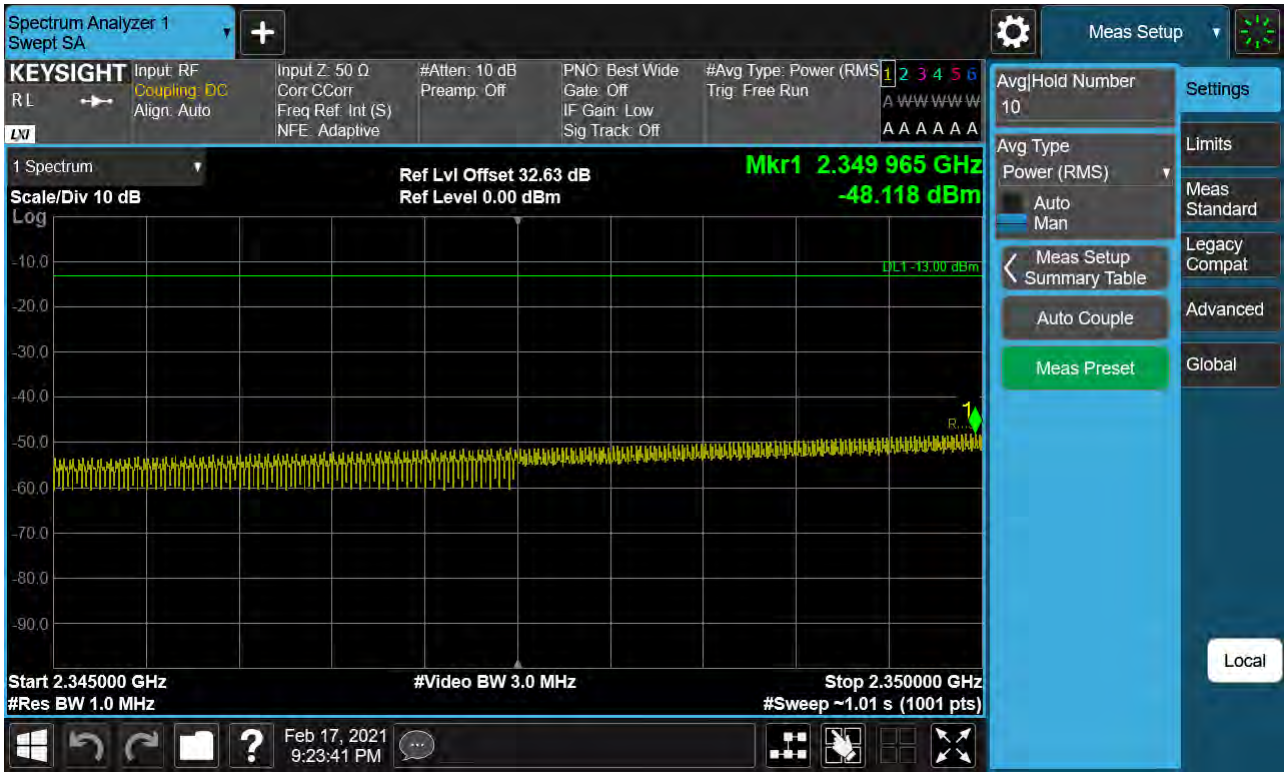 Spectrum Analyzer 1
Swept SA
+
Meas Setup
KEYSIGHT
RL
LXI
Input: RF
Coupling: DC
Align: Auto
Input Z: 50 Ω
Corr CCorr
Freq Ref: Int (S)
NFE: Adaptive
#Atten: 10 dB
Preamp: Off
PNO: Best Wide
Gate: Off
IF Gain: Low
Sig Track: Off
#Avg Type: Power (RMS
Trig: Free Run
1 2 3 4 5 6
A W W W W W
A A A A A A
1 Spectrum
Scale/Div 10 dB
Log
Ref Lvl Offset 32.63 dB
Ref Level 0.00 dBm
Mkr1 2.349 965 GHz
-48.118 dBm
DL1 -13.00 dBm
-10.0
-20.0
-30.0
-40.0
-50.0
-60.0
-70.0
-80.0
-90.0
1
R...
Start 2.345000 GHz
#Res BW 1.0 MHz
#Video BW 3.0 MHz
Stop 2.350000 GHz
#Sweep ~1.01 s (1001 pts)
Avg|Hold Number
10
Avg Type
Power (RMS)
Auto
Man
Meas Setup
Summary Table
Auto Couple
Meas Preset
Settings
Limits
Meas
Standard
Legacy
Compat
Advanced
Global
Local
?
Feb 17, 2021
9:23:41 PM